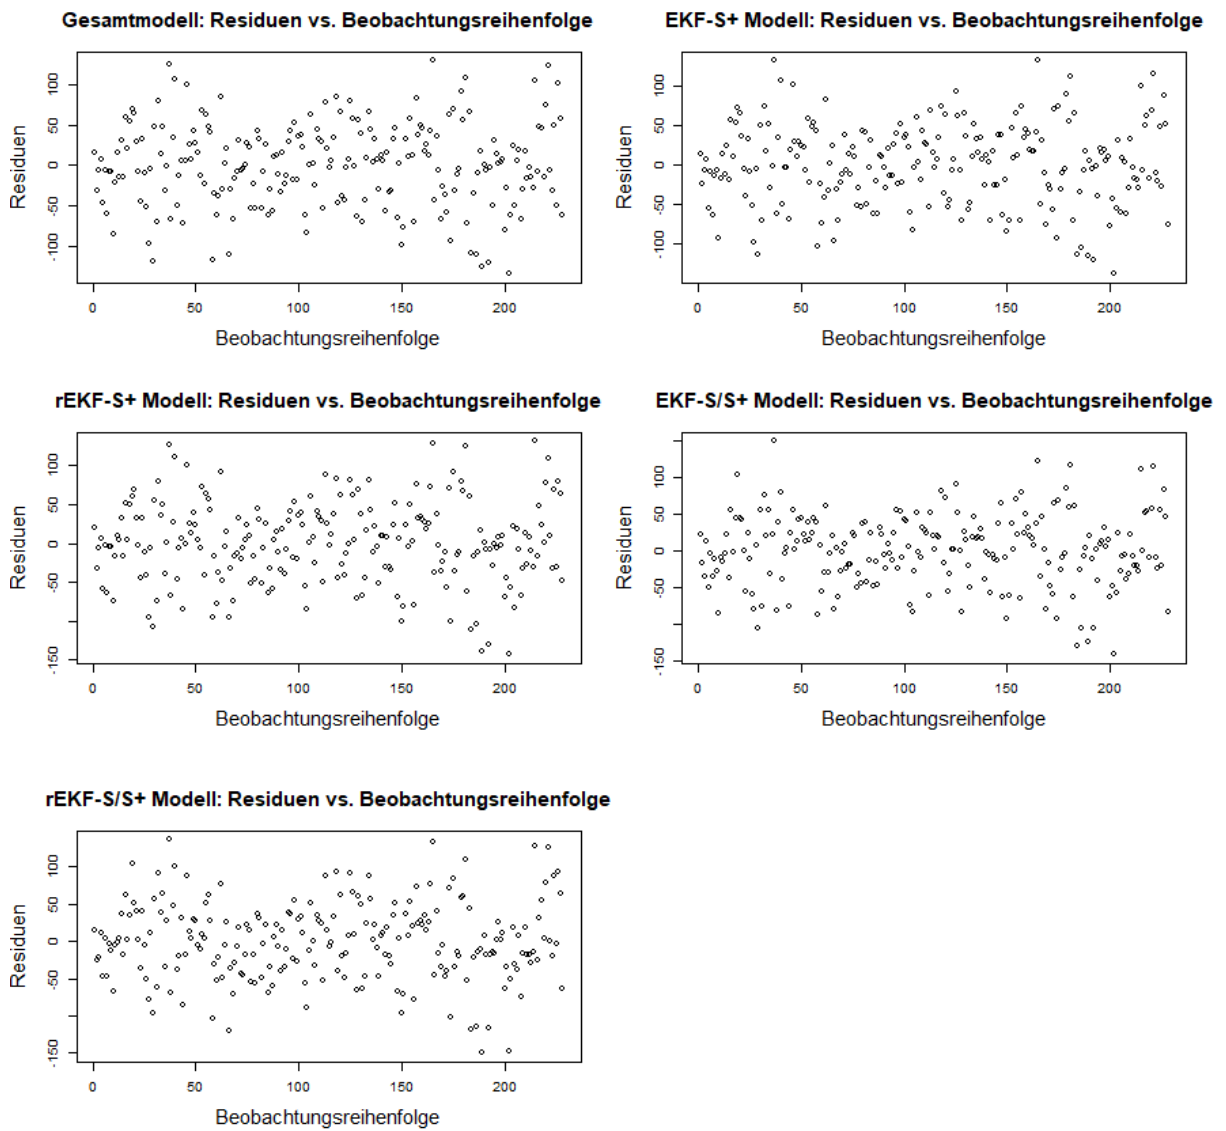 Gesamtmodell: Residuen vs. Beobachtungsreihenfolge
Residuen
100
50
0
-50
-100
0 50 100 150 200
Beobachtungsreihenfolge
EKF-S+ Modell: Residuen vs. Beobachtungsreihenfolge
Residuen
100
50
0
-50
-100
0 50 100 150 200
Beobachtungsreihenfolge
rEKF-S+ Modell: Residuen vs. Beobachtungsreihenfolge
Residuen
100
50
0
-50
-150
0 50 100 150 200
Beobachtungsreihenfolge
EKF-S/S+ Modell: Residuen vs. Beobachtungsreihenfolge
Residuen
100
50
0
-50
-150
0 50 100 150 200
Beobachtungsreihenfolge
rEKF-S/S+ Modell: Residuen vs. Beobachtungsreihenfolge
Residuen
100
50
0
-50
-150
0 50 100 150 200
Beobachtungsreihenfolge